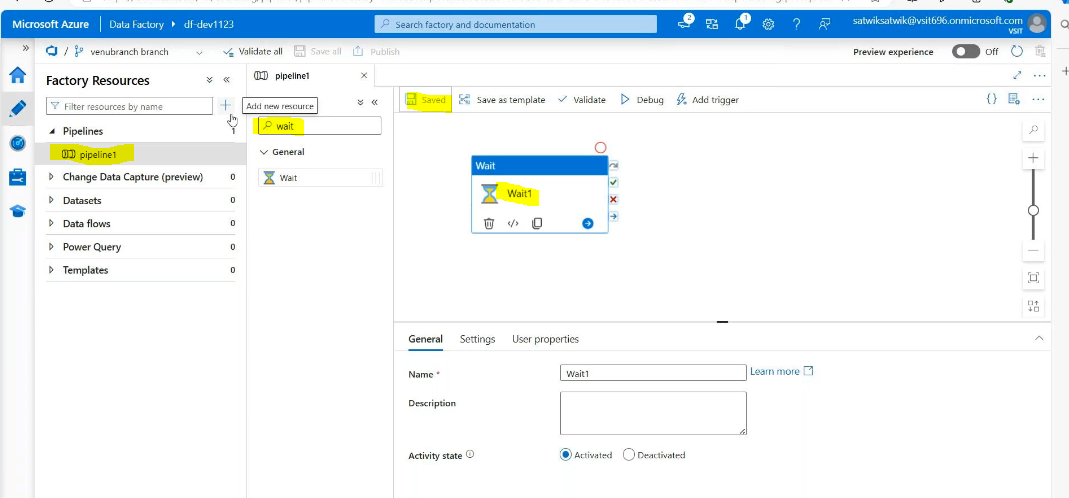 Microsoft Azure Data Factory df-dev1123 Search factory and documentation 2 1 satwiksatwik@vsit696.onmicrosoft.com
VSIT
/ venubranch branch Validate all Save all Publish Preview experience Off
Factory Resources
Filter resources by name
Add new resource
Pipelines 1
pipeline1
Change Data Capture (preview) 0
Datasets 0
Data flows 0
Power Query 0
Templates 0
pipeline1
wait
General
Wait
Saved Save as template Validate Debug Add trigger
Wait
Wait1
General Settings User properties
Name * Wait1 Learn more
Description
Activity state Activated Deactivated